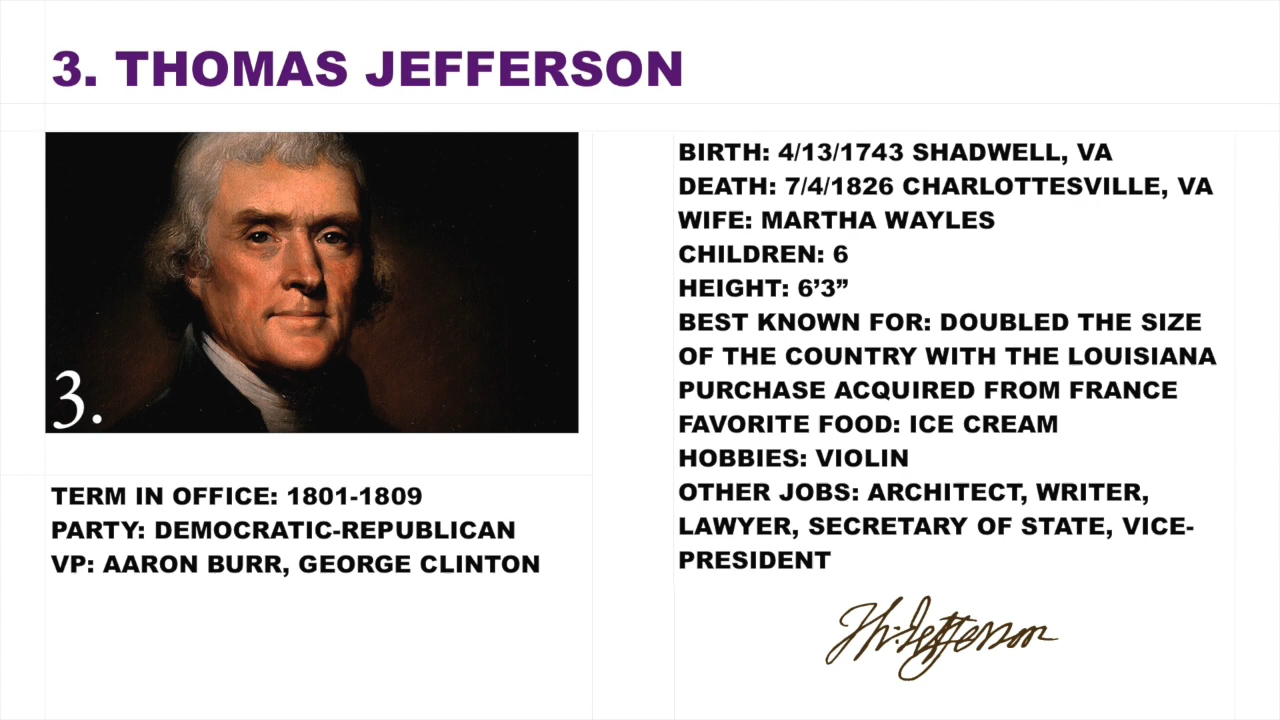 3. THOMAS JEFFERSON
3.
TERM IN OFFICE: 1801-1809
PARTY: DEMOCRATIC-REPUBLICAN
VP: AARON BURR, GEORGE CLINTON
BIRTH: 4/13/1743 SHADWELL, VA
DEATH: 7/4/1826 CHARLOTTESVILLE, VA
WIFE: MARTHA WAYLES
CHILDREN: 6
HEIGHT: 6’3”
BEST KNOWN FOR: DOUBLED THE SIZE
OF THE COUNTRY WITH THE LOUISIANA
PURCHASE ACQUIRED FROM FRANCE
FAVORITE FOOD: ICE CREAM
HOBBIES: VIOLIN
OTHER JOBS: ARCHITECT, WRITER,
LAWYER, SECRETARY OF STATE, VICE-
PRESIDENT
Th:Jefferson